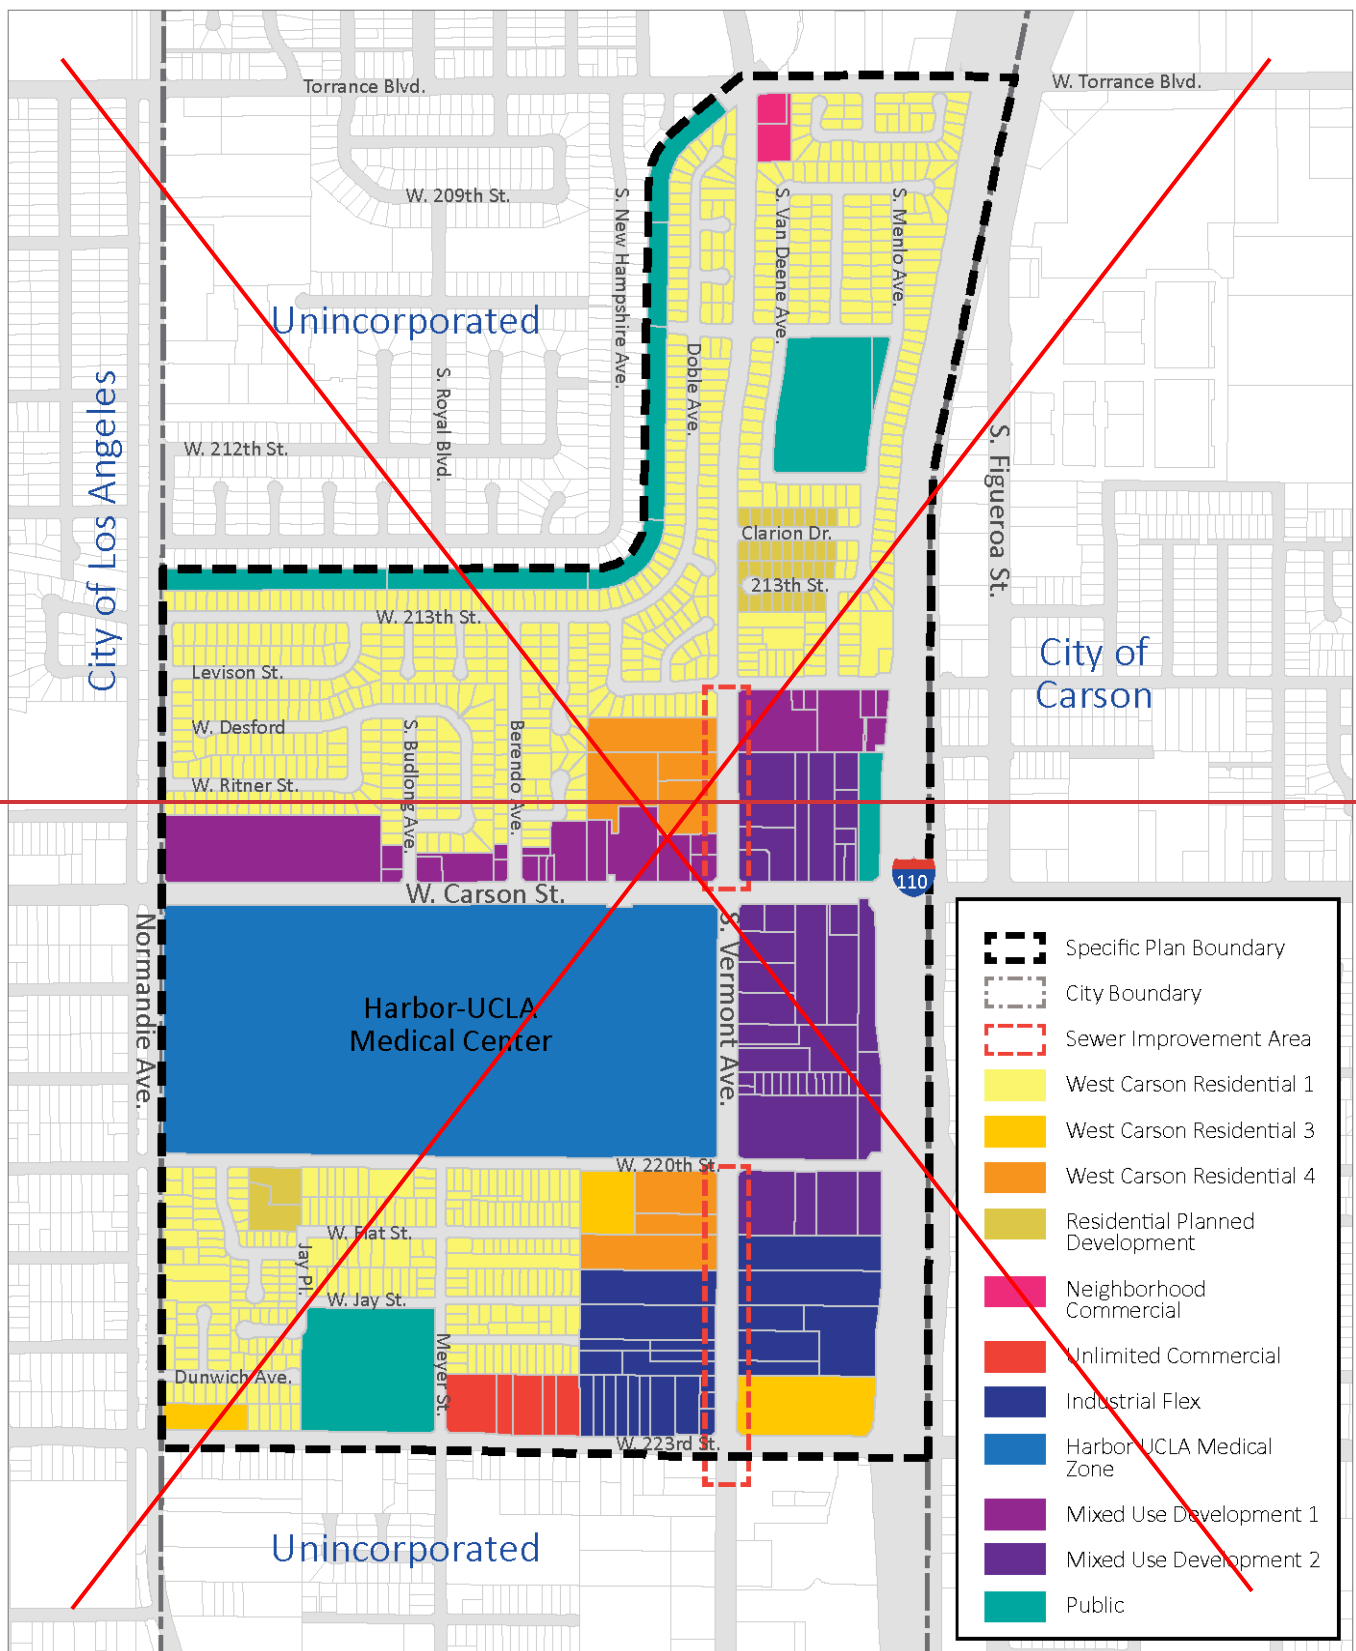 Torrance Blvd.
W. Torrance Blvd.
W. 209th St.
S. New Hampshire Ave.
S. Van Deene Ave.
S. Menlo Ave.
Unincorporated
Doble Ave.
S. Royal Blvd.
City of Los Angeles
W. 212th St.
S. Figueroa St.
Clarion Dr.
213th St.
W. 213th St.
City of
Carson
Levison St.
W. Desford
S. Budlong Ave.
Berendo Ave.
W. Ritner St.
110
W. Carson St.
Normandie Ave.
S. Vermont Ave.
Harbor-UCLA
Medical Center
W. 220th St.
W. Flat St.
Jay Pl.
W. Jay St.
Meyer St.
Dunwich Ave.
W. 223rd St.
Unincorporated
Specific Plan Boundary
City Boundary
Sewer Improvement Area
West Carson Residential 1
West Carson Residential 3
West Carson Residential 4
Residential Planned
Development
Neighborhood
Commercial
Unlimited Commercial
Industrial Flex
Harbor UCLA Medical
Zone
Mixed Use Development 1
Mixed Use Development 2
Public